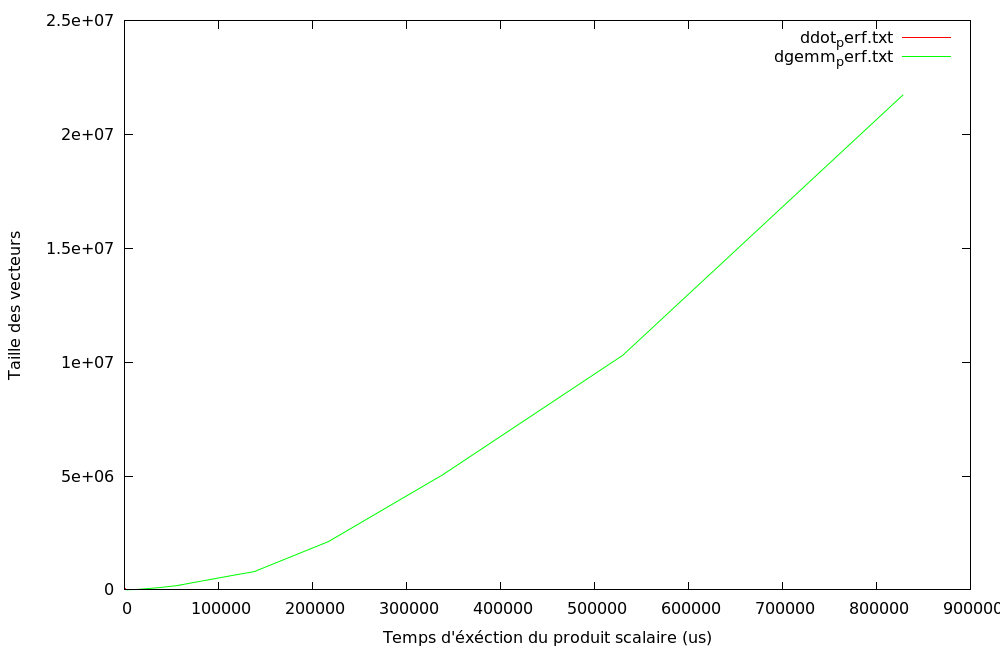 2.5e+07
ddot_perf.txt
dgemm_perf.txt
2e+07
1.5e+07
Taille des vecteurs
1e+07
5e+06
0
0 100000 200000 300000 400000 500000 600000 700000 800000 900000
Temps d'éxéction du produit scalaire (us)